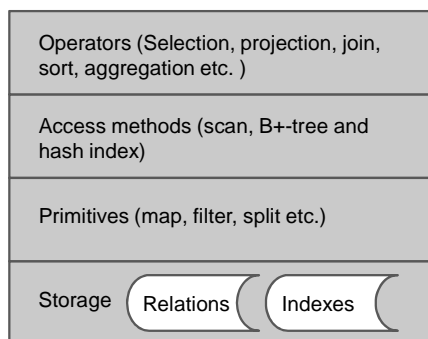 Operators (Selection, projection, join,
sort, aggregation etc. )
Access methods (scan, B+-tree and
hash index)
Primitives (map, filter, split etc.)
Storage Relations Indexes